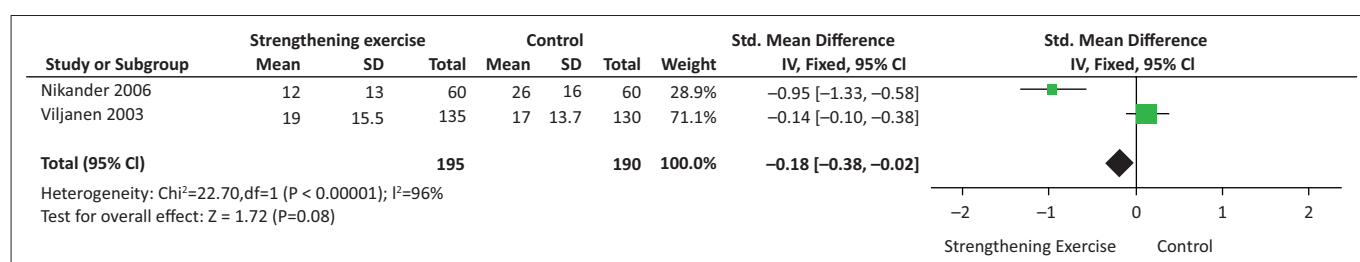 Strengthening exercise Control Std. Mean Difference Std. Mean Difference
Study or Subgroup Mean SD Total Mean SD Total Weight IV, Fixed, 95% Cl IV, Fixed, 95% Cl
Nikander 2006 12 13 60 26 16 60 28.9% –0.95 [–1.33, –0.58]
Viljanen 2003 19 15.5 135 17 13.7 130 71.1% –0.14 [–0.10, –0.38]
Total (95% Cl) 195 190 100.0% –0.18 [–0.38, –0.02]
Heterogeneity: Chi²=22.70,df=1 (P < 0.00001); l²=96%
Test for overall effect: Z = 1.72 (P=0.08)
–2 –1 0 1 2
Strengthening Exercise Control